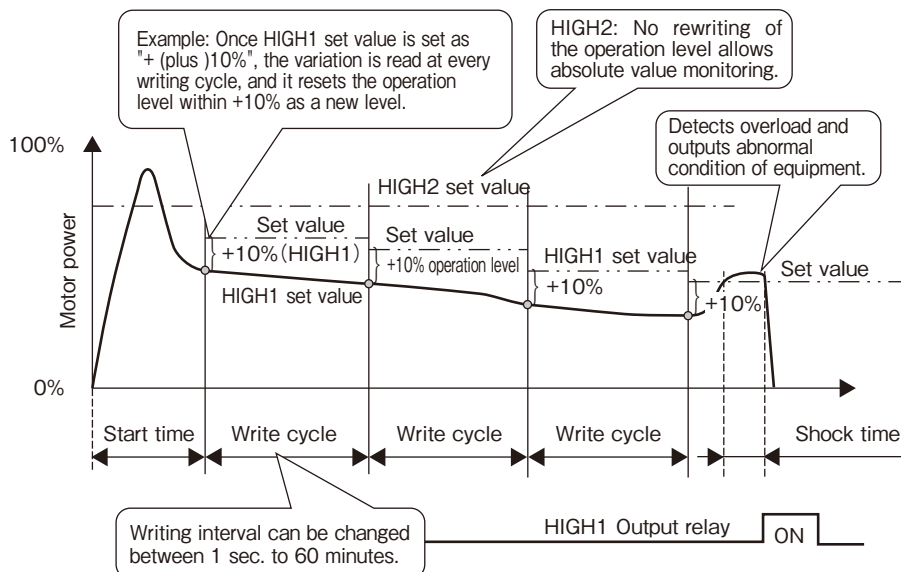 Example: Once HIGH1 set value is set as
"+ (plus )10%", the variation is read at every
writing cycle, and it resets the operation
level within +10% as a new level.
HIGH2: No rewriting of
the operation level allows
absolute value monitoring.
Detects overload and
outputs abnormal
condition of equipment.
100%
Motor power
0%
HIGH2 set value
Set value
+10% (HIGH1)
HIGH1 set value
Set value
+10% operation level
HIGH1 set value
+10%
Set value
+10%
Start time
Write cycle
Write cycle
Write cycle
Shock time
Writing interval can be changed
between 1 sec. to 60 minutes.
HIGH1 Output relay
ON